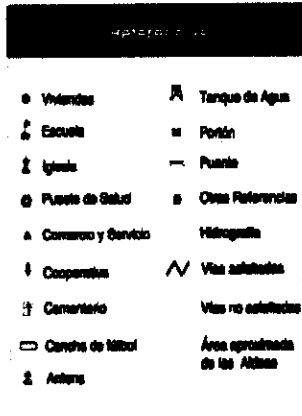 Viviendas
Escuela
Iglesia
Puesto de Salud
Comercio y Servicio
Cooperativa
Cementerio
Cancha de fútbol
Antena
Tanque de Agua
Portón
Puente
Otras Referencias
Hidrografía
Vías asfaltadas
Vías no asfaltadas
Área aproximada
de las Aldeas